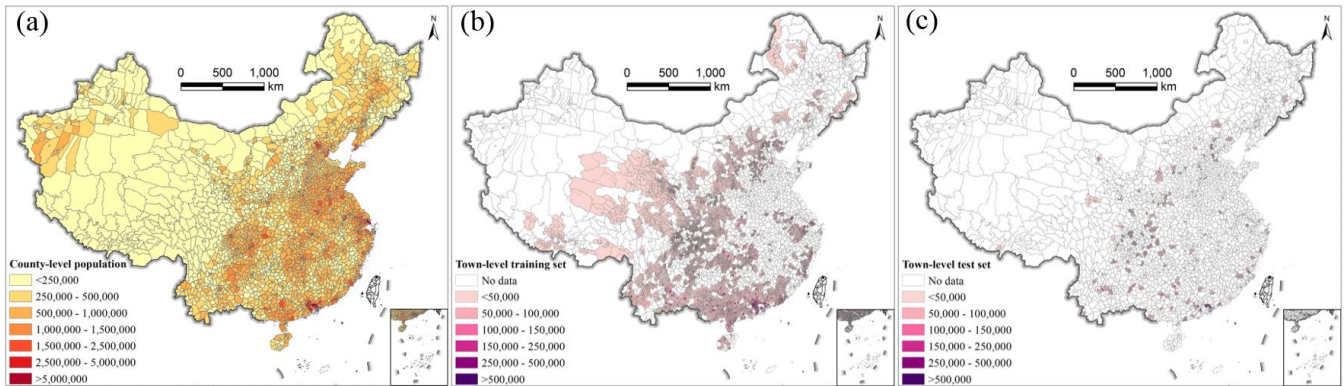 (a)
N
0 500 1,000
km
County-level population
<250,000
250,000 - 500,000
500,000 - 1,000,000
1,000,000 - 1,500,000
1,500,000 - 2,500,000
2,500,000 - 5,000,000
>5,000,000
(b)
N
0 500 1,000
km
Town-level training set
No data
<50,000
50,000 - 100,000
100,000 - 150,000
150,000 - 250,000
250,000 - 500,000
>500,000
(c)
N
0 500 1,000
km
Town-level test set
No data
<50,000
50,000 - 100,000
100,000 - 150,000
150,000 - 250,000
250,000 - 500,000
>500,000